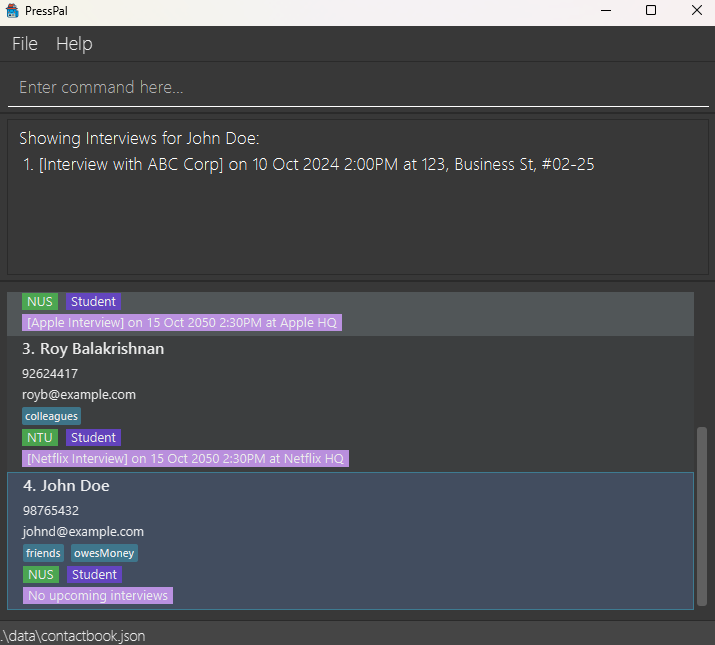 PressPal
File Help
Enter command here...
Showing Interviews for John Doe:
1. [Interview with ABC Corp] on 10 Oct 2024 2:00PM at 123, Business St, #02-25
NUS Student
[Apple Interview] on 15 Oct 2050 2:30PM at Apple HQ
3. Roy Balakrishnan
92624417
royb@example.com
colleagues
NTU Student
[Netflix Interview] on 15 Oct 2050 2:30PM at Netflix HQ
4. John Doe
98765432
johnd@example.com
friends owesMoney
NUS Student
No upcoming interviews
.\data\contactbook.json